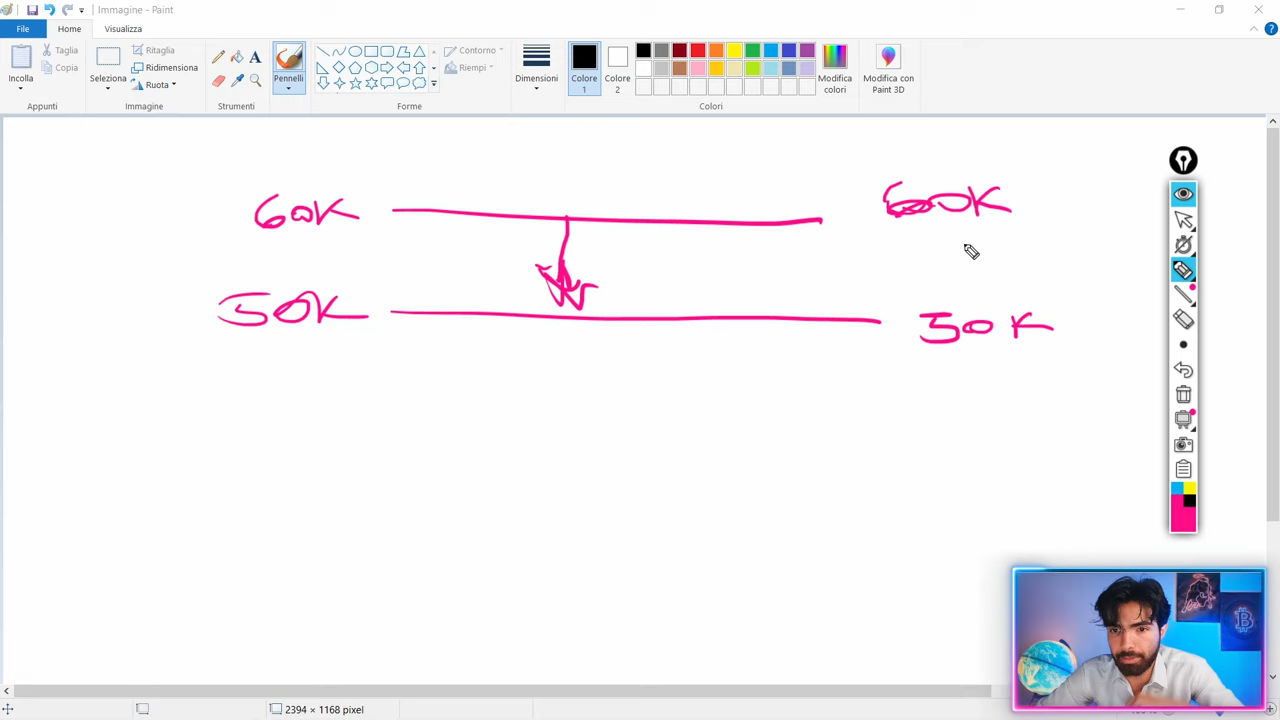 Immagine - Paint
File Home Visualizza
Incolla
Taglia
Copia
Appunti
Seleziona
Ritaglia
Ridimensiona
Ruota
Immagine
Strumenti
Pennelli
Contorno
Riempi
Forme
Dimensioni
Colore 1
Colore 2
Colori
Modifica colori
Modifica con Paint 3D
60K 60K
50K 50K
2394 × 1168 pixel